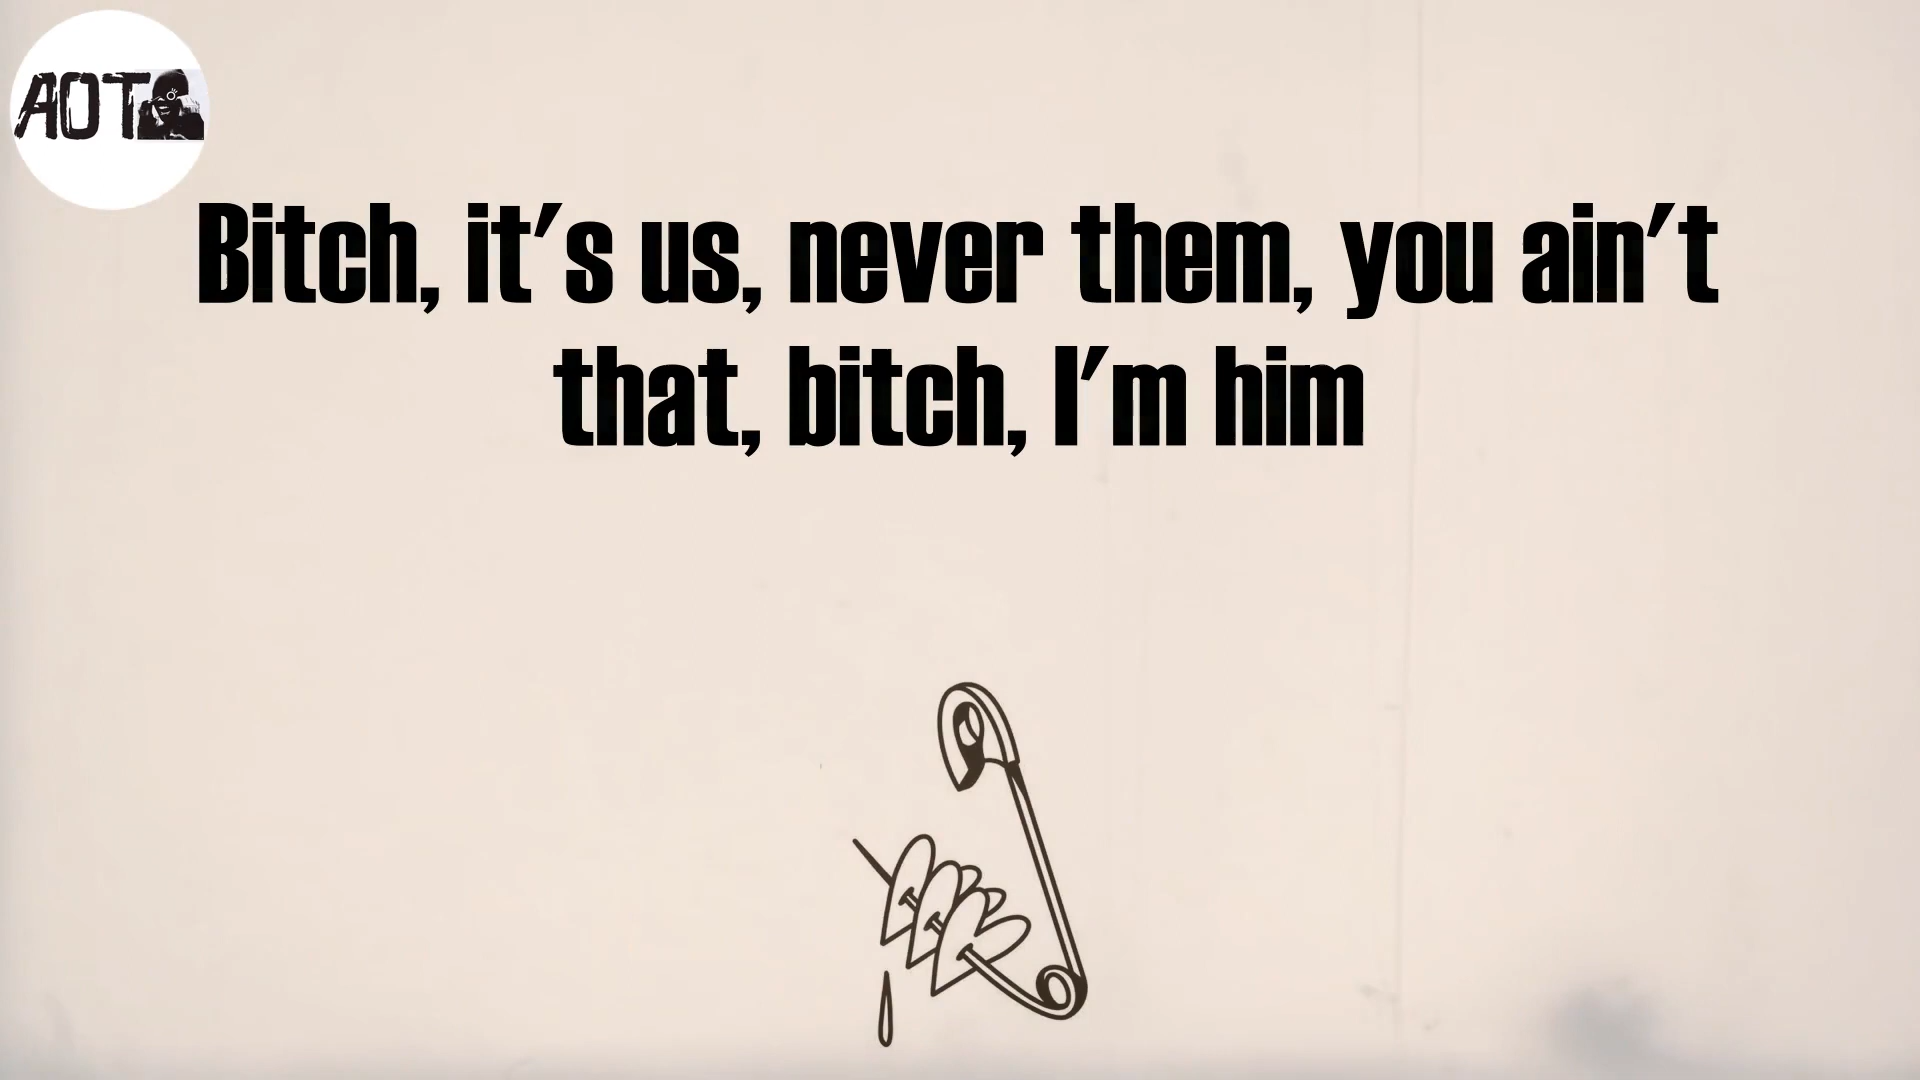 AOT
Bitch, it's us, never them, you ain't
that, bitch, I'm him